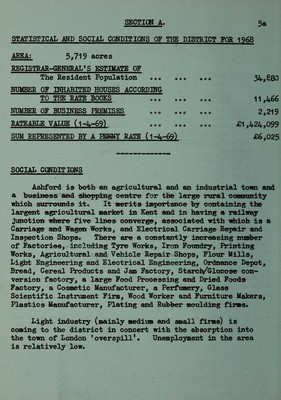 SECTION A. 5a
STATISTICAL AND SOCIAL CONDITIONS OF THE DISTRICT FOR 1968
AREA: 5,719 acres
REGISTRAR-GENERAL'S ESTIMATE OF
The Resident Population ... ... ... 34,880
NUMBER OF INHABITED HOUSES ACCORDING
TO THE RATE BOOKS ... ... ... 11,466
NUMBER OF BUSINESS PREMISES ... ... ... 2,219
RATEABLE VALUE (1-4-69) ... ... ... £1,424,099
SUM REPRESENTED BY A PENNY RATE (1-4-69) £6,025
SOCIAL CONDITIONS
Ashford is both an agricultural and an industrial town and
a business and shopping centre for the large rural community
which surrounds it. It merits importance by containing the
largest agricultural market in Kent and in having a railway
junction where five lines converge, associated with which is a
Carriage and Wagon Works, and Electrical Carriage Repair and
Inspection Shops. There are a constantly increasing number
of Factories, including Tyre Works, Iron Foundry, Printing
Works, Agricultural and Vehicle Repair Shops, Flour Mills,
Light Engineering and Electrical Engineering, Ordnance Depot,
Bread, Cereal Products and Jam Factory, Starch/Glucose con-
version factory, a large Food Processing and Dried Foods
Factory, a Cosmetic Manufacturer, a Perfumery, Glass
Scientific Instrument Firm, Wood Worker and Furniture Makers,
Plastics Manufacturer, Plating and Rubber moulding firms.
Light industry (mainly medium and small firms) is
coming to the district in concert with the absorption into
the town of London 'overspill'. Unemployment in the area
is relatively low.